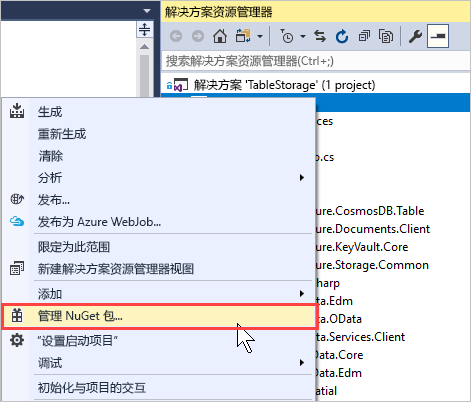 解决方案资源管理器
搜索解决方案资源管理器(Ctrl+;)
解决方案 'TableStorage' (1 project)
生成
重新生成
清除
分析
发布...
发布为 Azure WebJob...
限定为此范围
新建解决方案资源管理器视图
添加
管理 NuGet 包...
"设置启动项目"
调试
初始化与项目的交互
ces
o.cs
ure.CosmosDB.Table
ure.Documents.Client
ure.KeyVault.Core
ure.Storage.Common
harp
ata.Edm
ata.OData
ata.Services.Client
Data.Core
Data.Edm
patial